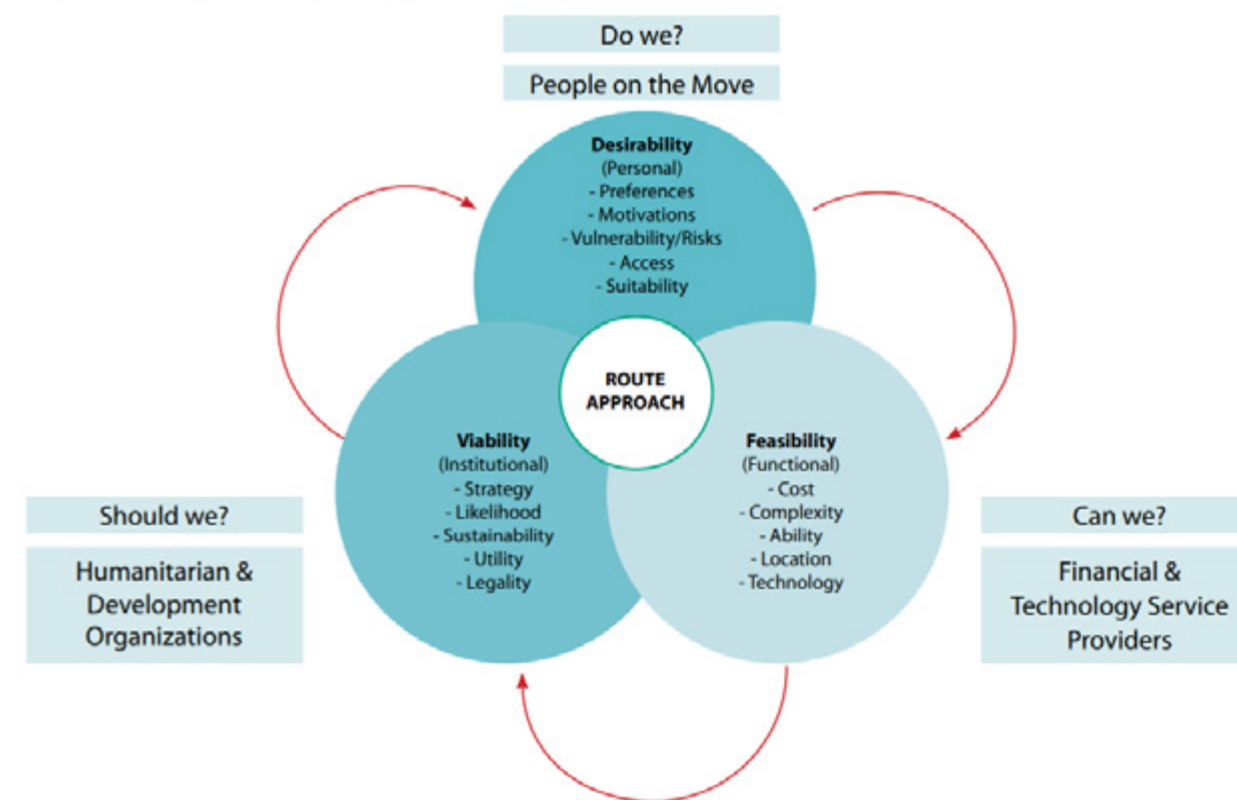 Do we?
People on the Move
Desirability
(Personal)
- Preferences
- Motivations
- Vulnerability/Risks
- Access
- Suitability
ROUTE
APPROACH
Viability
(Institutional)
- Strategy
- Likelihood
- Sustainability
- Utility
- Legality
Feasibility
(Functional)
- Cost
- Complexity
- Ability
- Location
- Technology
Should we?
Humanitarian &
Development
Organizations
Can we?
Financial &
Technology Service
Providers